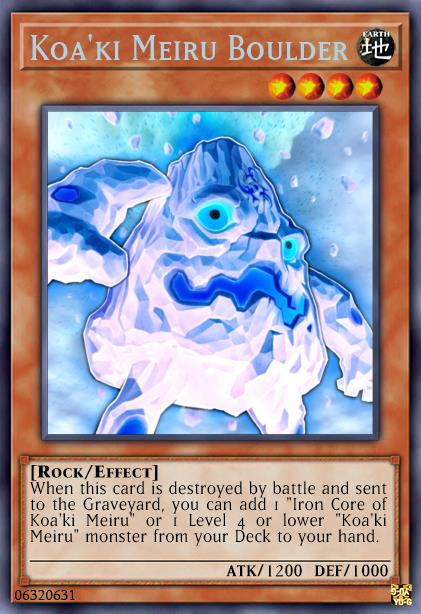 Koa'ki Meiru Boulder
EARTH
地
[Rock/Effect]
When this card is destroyed by battle and sent
to the Graveyard, you can add 1 "Iron Core of
Koa'ki Meiru" or 1 Level 4 or lower "Koa'ki
Meiru" monster from your Deck to your hand.
ATK/1200 DEF/1000
06320631